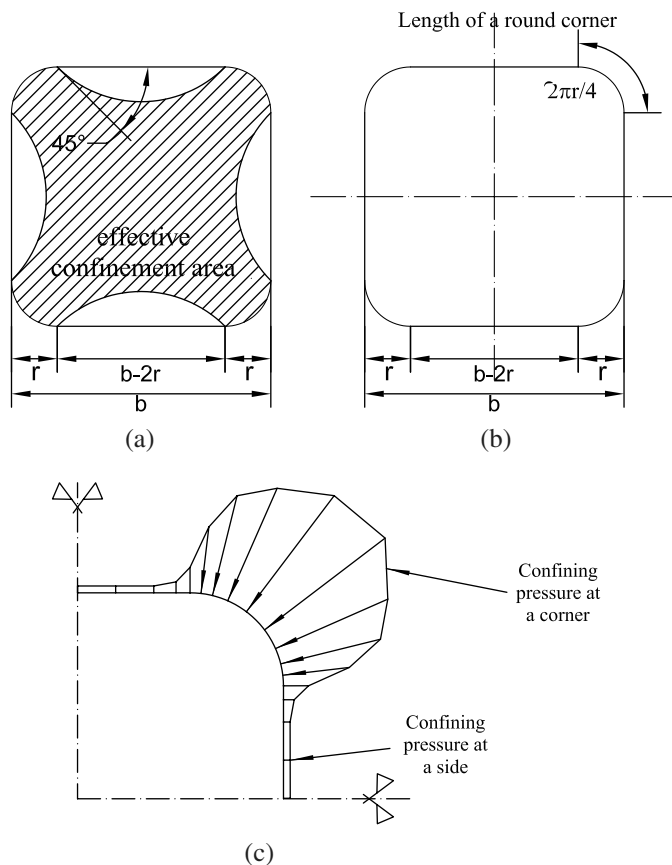 Length of a round corner
2πr/4
45°
effective
confinement area
r
b-2r
r
b
(a)
r
b-2r
r
b
(b)
Confining
pressure at
a corner
Confining
pressure at
a side
(c)